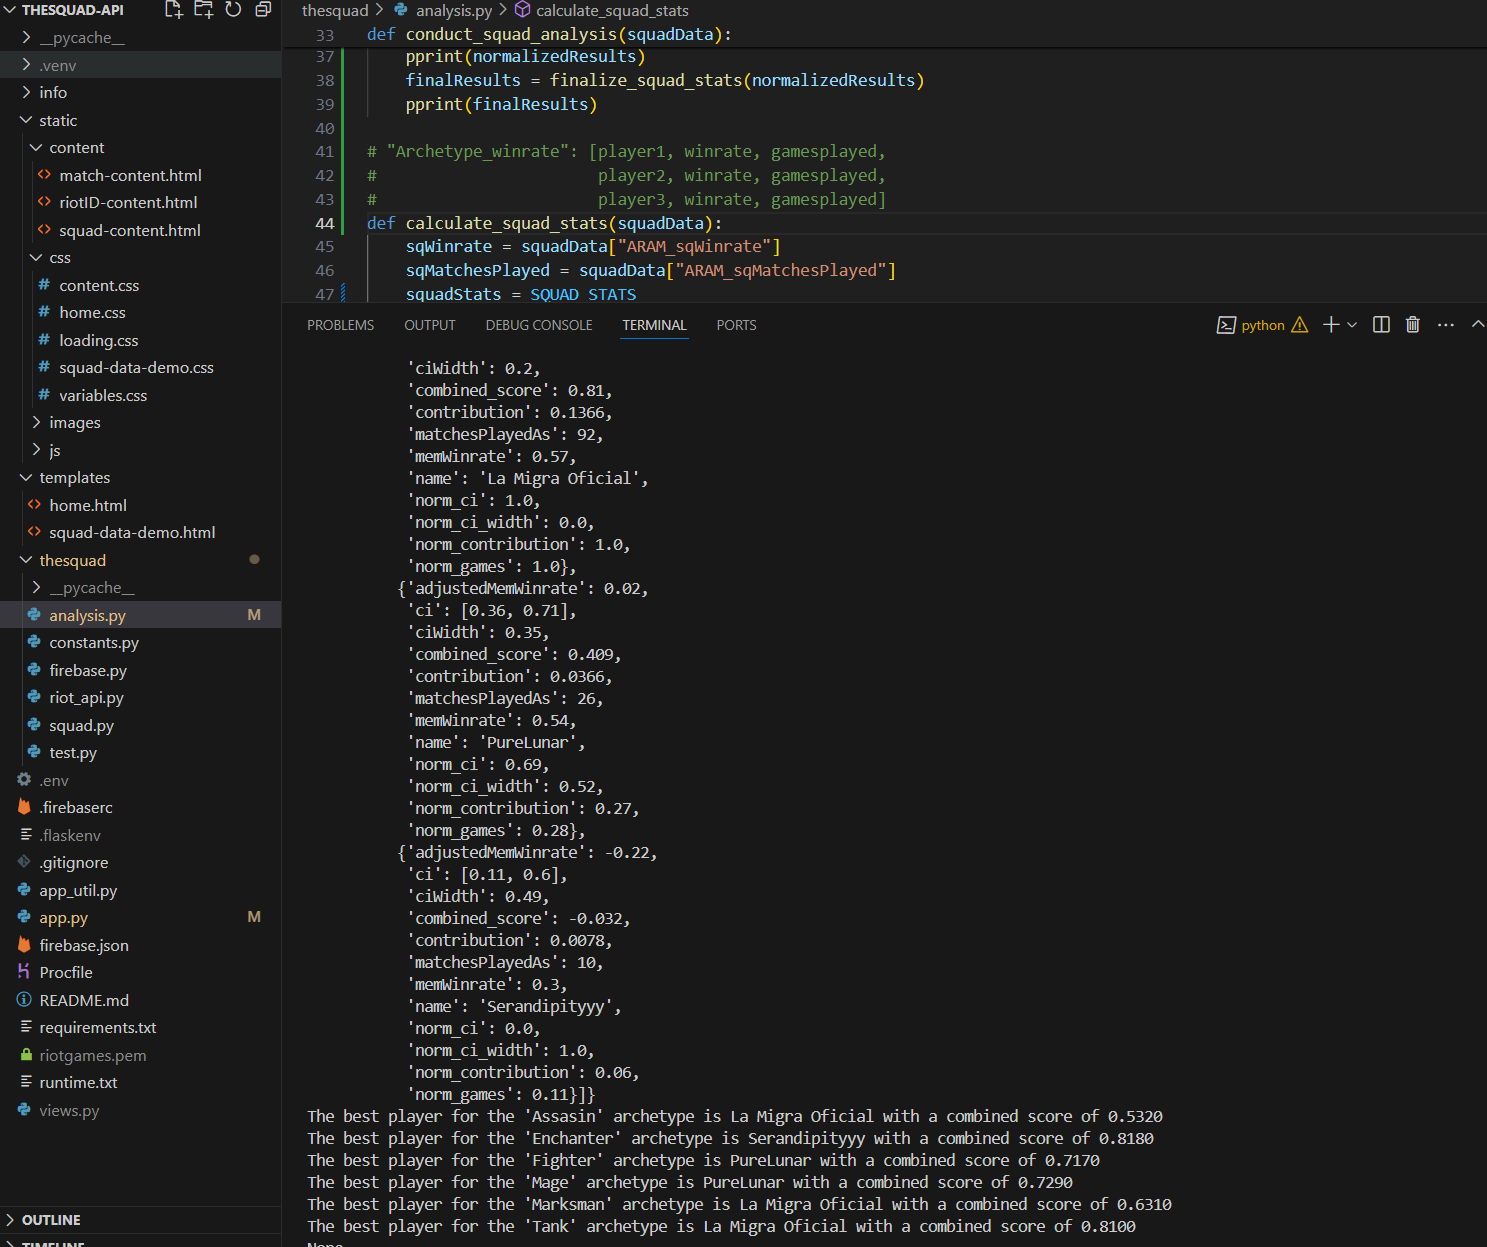 THESQUAD-API
__pycache__
.venv
info
static
content
match-content.html
riotID-content.html
squad-content.html
css
content.css
home.css
loading.css
squad-data-demo.css
variables.css
images
js
templates
home.html
squad-data-demo.html
thesquad
__pycache__
analysis.py M
constants.py
firebase.py
riot_api.py
squad.py
test.py
.env
.firebaserc
.flaskenv
.gitignore
app_util.py
app.py M
firebase.json
Procfile
README.md
requirements.txt
riotgames.pem
runtime.txt
views.py
OUTLINE
TIMELINE
thesquad > analysis.py > calculate_squad_stats
33 def conduct_squad_analysis(squadData):
37 pprint(normalizedResults)
38 finalResults = finalize_squad_stats(normalizedResults)
39 pprint(finalResults)
40
41 # "Archetype_winrate": [player1, winrate, gamesplayed,
42 # player2, winrate, gamesplayed,
43 # player3, winrate, gamesplayed]
44 def calculate_squad_stats(squadData):
45 sqWinrate = squadData["ARAM_sqWinrate"]
46 sqMatchesPlayed = squadData["ARAM_sqMatchesPlayed"]
47 squadStats = SQUAD_STATS
PROBLEMS OUTPUT DEBUG CONSOLE TERMINAL PORTS python
'ciWidth': 0.2,
'combined_score': 0.81,
'contribution': 0.1366,
'matchesPlayedAs': 92,
'memWinrate': 0.57,
'name': 'La Migra Oficial',
'norm_ci': 1.0,
'norm_ci_width': 0.0,
'norm_contribution': 1.0,
'norm_games': 1.0},
{'adjustedMemWinrate': 0.02,
'ci': [0.36, 0.71],
'ciWidth': 0.35,
'combined_score': 0.409,
'contribution': 0.0366,
'matchesPlayedAs': 26,
'memWinrate': 0.54,
'name': 'PureLunar',
'norm_ci': 0.69,
'norm_ci_width': 0.52,
'norm_contribution': 0.27,
'norm_games': 0.28},
{'adjustedMemWinrate': -0.22,
'ci': [0.11, 0.6],
'ciWidth': 0.49,
'combined_score': -0.032,
'contribution': 0.0078,
'matchesPlayedAs': 10,
'memWinrate': 0.3,
'name': 'Serandipityyy',
'norm_ci': 0.0,
'norm_ci_width': 1.0,
'norm_contribution': 0.06,
'norm_games': 0.11}]}
The best player for the 'Assasin' archetype is La Migra Oficial with a combined score of 0.5320
The best player for the 'Enchanter' archetype is Serandipityyy with a combined score of 0.8180
The best player for the 'Fighter' archetype is PureLunar with a combined score of 0.7170
The best player for the 'Mage' archetype is PureLunar with a combined score of 0.7290
The best player for the 'Marksman' archetype is La Migra Oficial with a combined score of 0.6310
The best player for the 'Tank' archetype is La Migra Oficial with a combined score of 0.8100
None